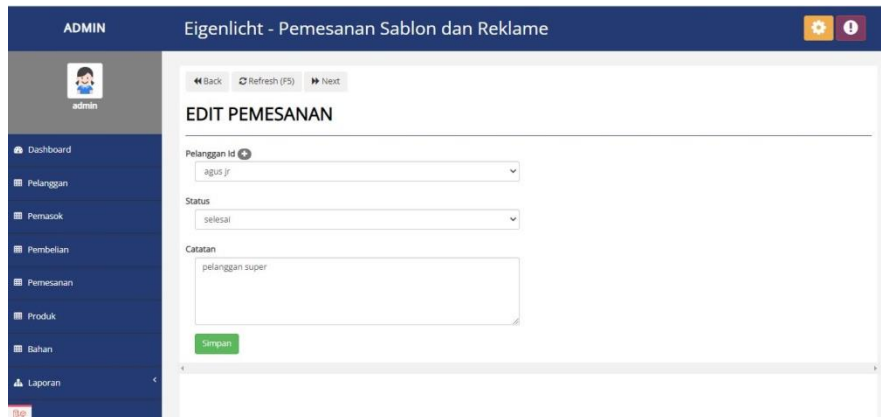 ADMIN
Eigenlicht - Pemesanan Sablon dan Reklame
admin
Back
Refresh (F5)
Next
EDIT PEMESANAN
Dashboard
Pelanggan
Pemasok
Pembelian
Pemesanan
Produk
Bahan
Laporan
Pelanggan Id
agus jr
Status
selesai
Catatan
pelanggan super
Simpan